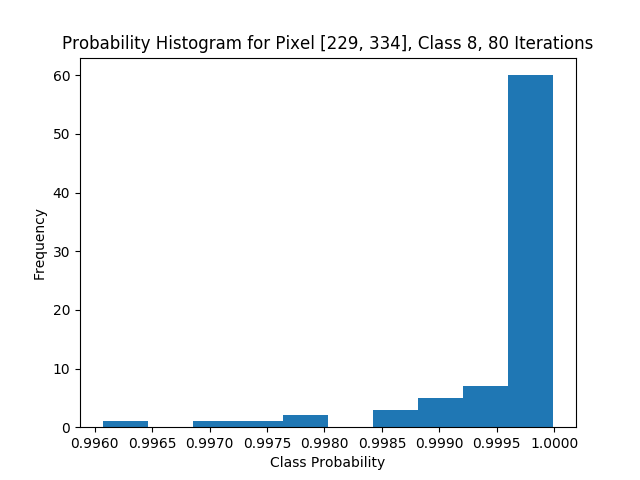 Probability Histogram for Pixel [229, 334], Class 8, 80 Iterations
60
50
40
30
20
10
0
Frequency
0.9960 0.9965 0.9970 0.9975 0.9980 0.9985 0.9990 0.9995 1.0000
Class Probability